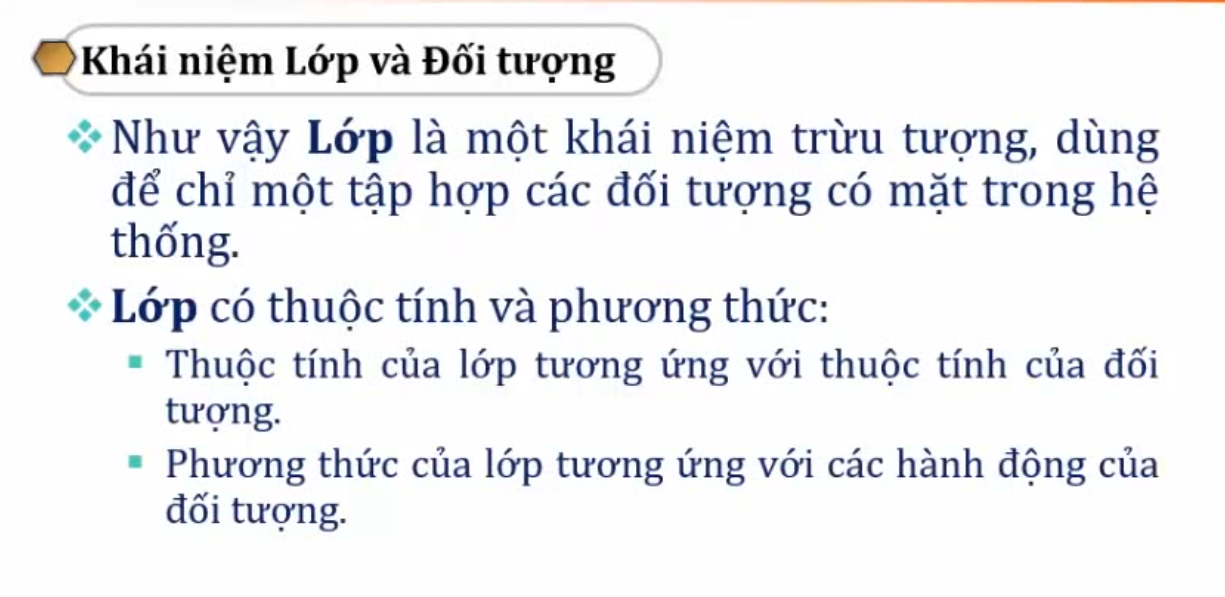 Khái niệm Lớp và Đối tượng
Như vậy Lớp là một khái niệm trừu tượng, dùng
để chỉ một tập hợp các đối tượng có mặt trong hệ
thống.
Lớp có thuộc tính và phương thức:
Thuộc tính của lớp tương ứng với thuộc tính của đối
tượng.
Phương thức của lớp tương ứng với các hành động của
đối tượng.